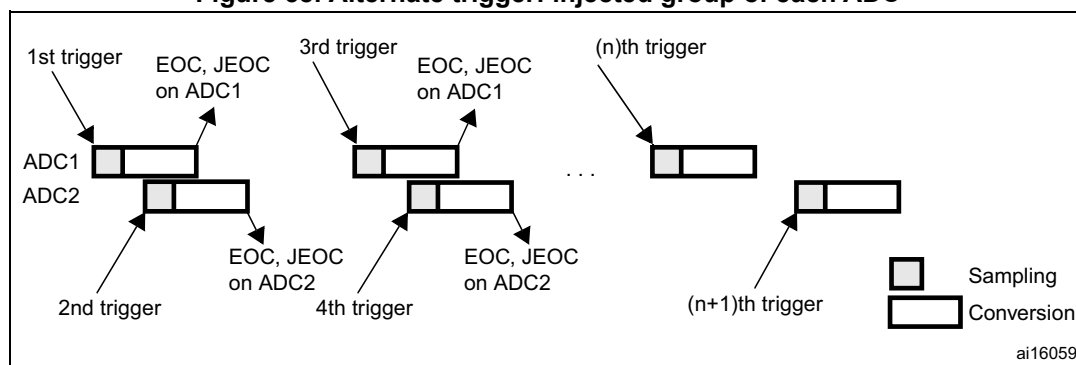 Figure 65. Alternate trigger: injected group of each ADC
1st trigger
EOC, JEOC
on ADC1
3rd trigger
EOC, JEOC
on ADC1
(n)th trigger
ADC1
ADC2
. . .
EOC, JEOC
on ADC2
EOC, JEOC
on ADC2
2nd trigger
4th trigger
(n+1)th trigger
Sampling
Conversion
ai16059